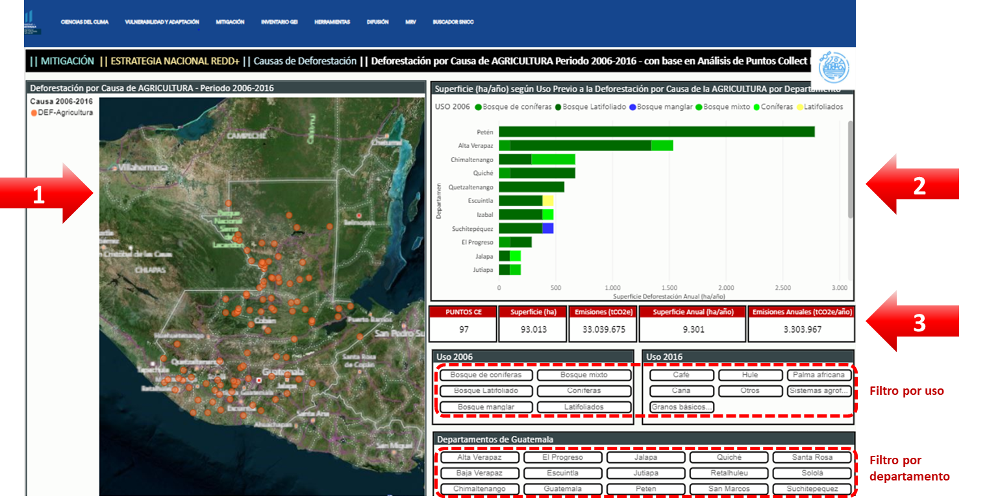 CIENCIAS DEL CLIMA VULNERABILIDAD Y ADAPTACIÓN MITIGACIÓN INVENTARIO GEI HERRAMIENTAS DIFUSIÓN MRV BUSCADOR SNICC
|| MITIGACIÓN || ESTRATEGIA NACIONAL REDD+ || Causas de Deforestación || Deforestación por Causa de AGRICULTURA Periodo 2006-2016 - con base en Análisis de Puntos Collect
Deforestación por Causa de AGRICULTURA - Periodo 2006-2016
Causa 2006-2016
DEF-Agricultura
CAMPECHE
Chetumal
Villahermosa
Parque
Nacional
Sierra
del
Lacandón
Belmopan
Cristóbal de las Casas
CHIAPAS
Cobán
Puerto Barrios
San Pedro Su
Huehuetenango
Santa Rosa
de Copán
Quetzaltenango
Tapachula
Guatemala
Jalapa
Retalhuleu
Escuintla
Santa Ana
Ahuachapán
San Miguel
1
Superficie (ha/año) según Uso Previo a la Deforestación por Causa de la AGRICULTURA por Departamento
USO 2006 Bosque de coníferas Bosque Latifoliado Bosque manglar Bosque mixto Coníferas Latifoliados
Departamen
Petén
Alta Verapaz
Chimaltenango
Quiché
Quetzaltenango
Escuintla
Izabal
Suchitepéquez
El Progreso
Jalapa
Jutiapa
0 500 1.000 1.500 2.000 2.500 3.000
Superficie Deforestación Anual (ha/año)
2
PUNTOS CE Superficie (ha) Emisiones (tCO2e) Superficie Anual (ha/año) Emisiones Anuales (tCO2e/año)
97 93.013 33.039.675 9.301 3.303.967
3
Uso 2006
Bosque de coníferas Bosque mixto
Bosque Latifoliado Coníferas
Bosque manglar Latifoliados
Uso 2016
Café Hule Palma africana
Caña Otros Sistemas agrof...
Granos básicos...
Filtro por uso
Departamentos de Guatemala
Alta Verapaz El Progreso Jalapa Quiché Santa Rosa
Baja Verapaz Escuintla Jutiapa Retalhuleu Sololá
Chimaltenango Guatemala Petén San Marcos Suchitepéquez
Filtro por
departamento